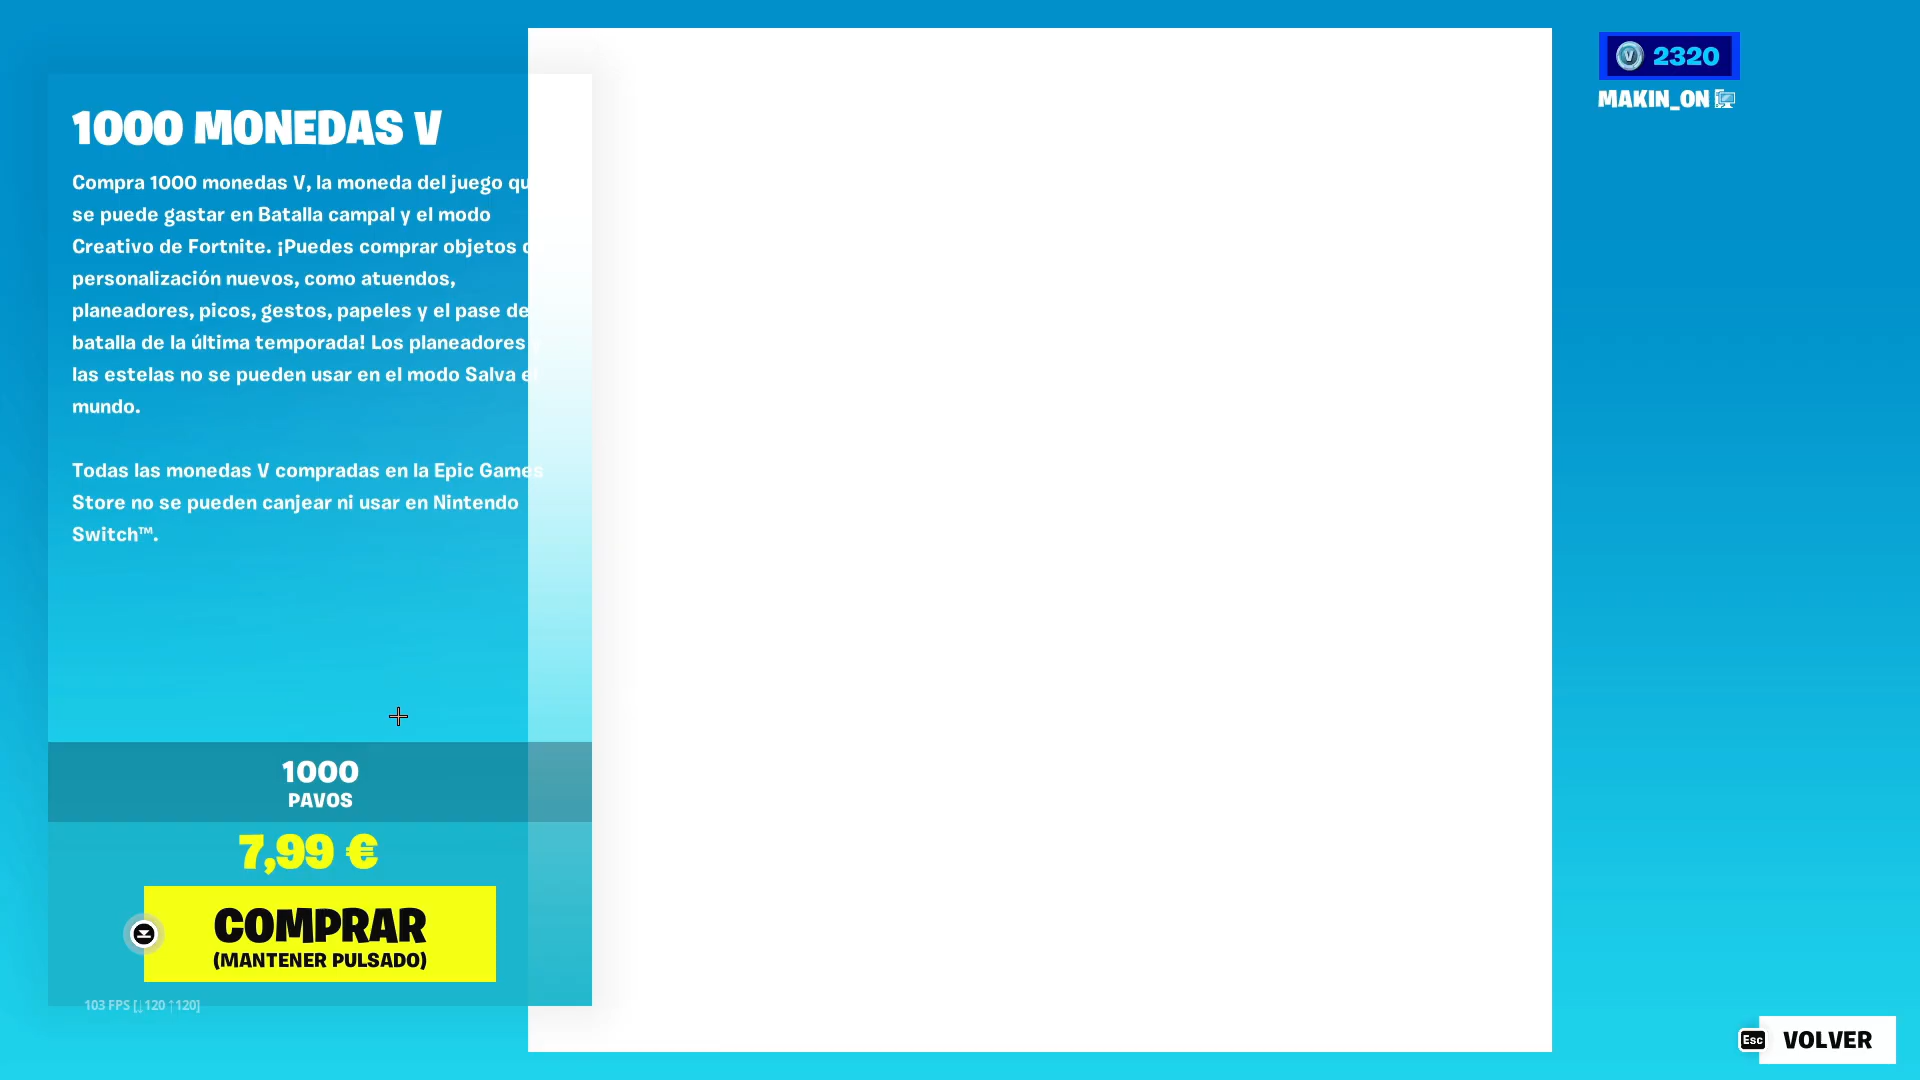 1000 MONEDAS V
Compra 1000 monedas V, la moneda del juego qu
se puede gastar en Batalla campal y el modo
Creativo de Fortnite. ¡Puedes comprar objetos
personalización nuevos, como atuendos,
planeadores, picos, gestos, papeles y el pase de
batalla de la última temporada! Los planeadores
las estelas no se pueden usar en el modo Salva el
mundo.
Todas las monedas V compradas en la Epic Games
Store no se pueden canjear ni usar en Nintendo
Switch™.
1000
PAVOS
7,99 €
COMPRAR
(MANTENER PULSADO)
103 FPS [↓120 ↑120]
2320
MAKIN_ON
Esc VOLVER